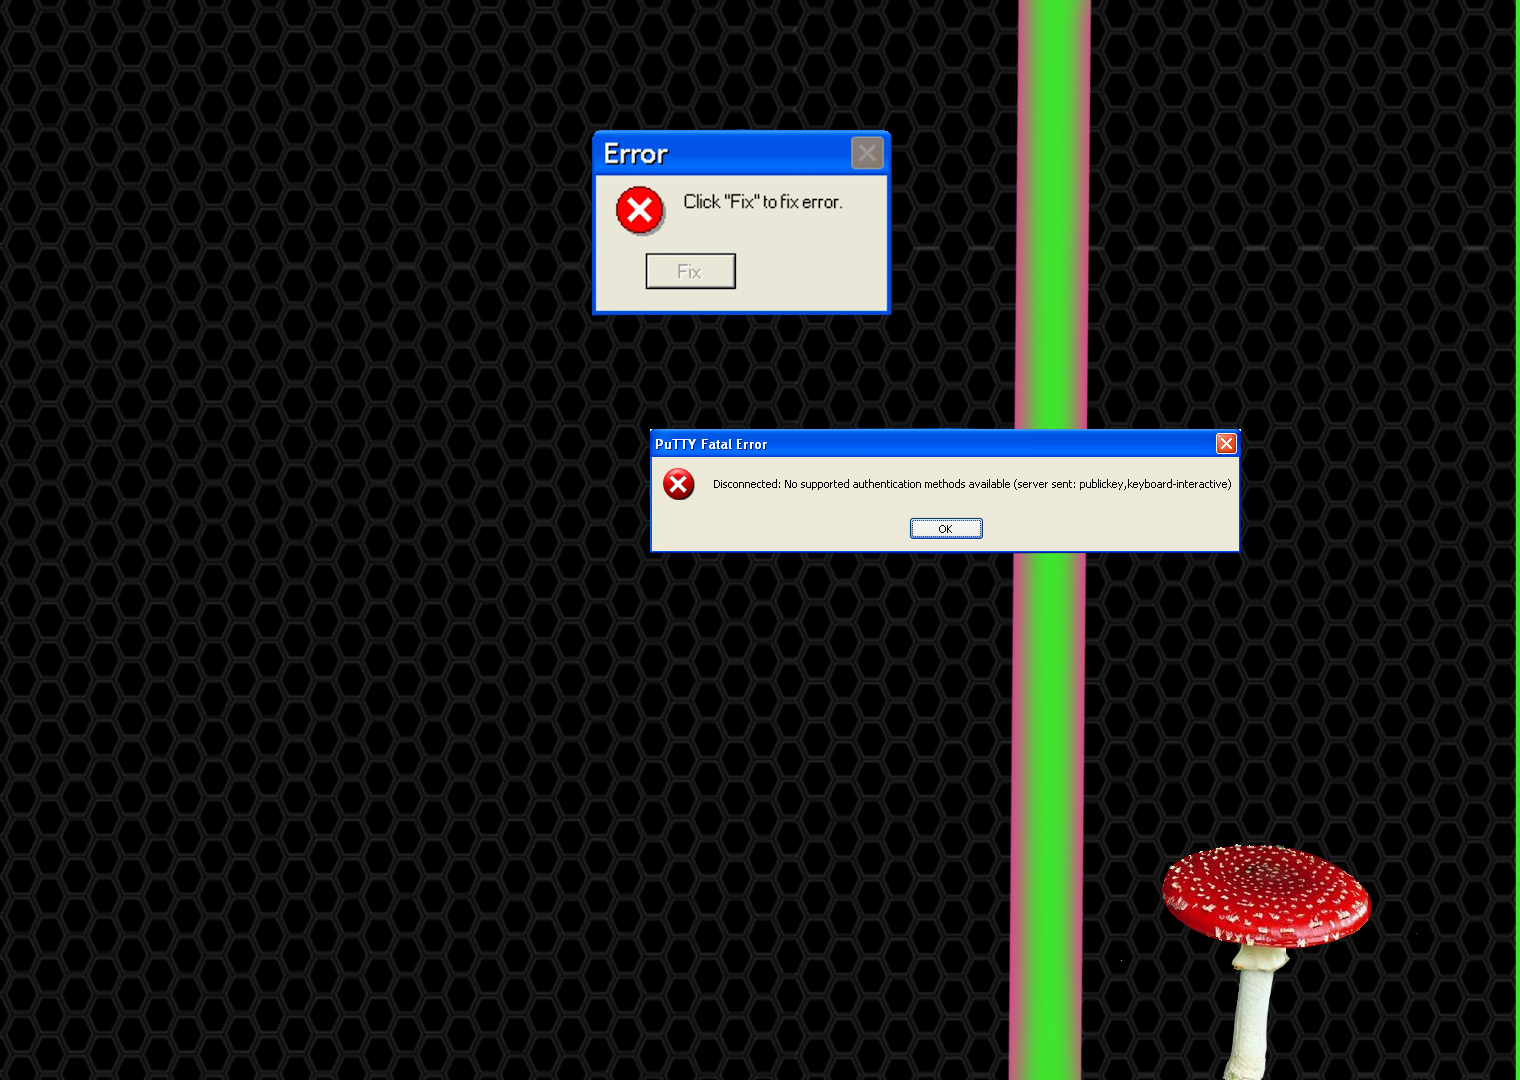 Error
Click "Fix" to fix error.
Fix
PuTTY Fatal Error
Disconnected: No supported authentication methods available (server sent: publickey,keyboard-interactive)
OK